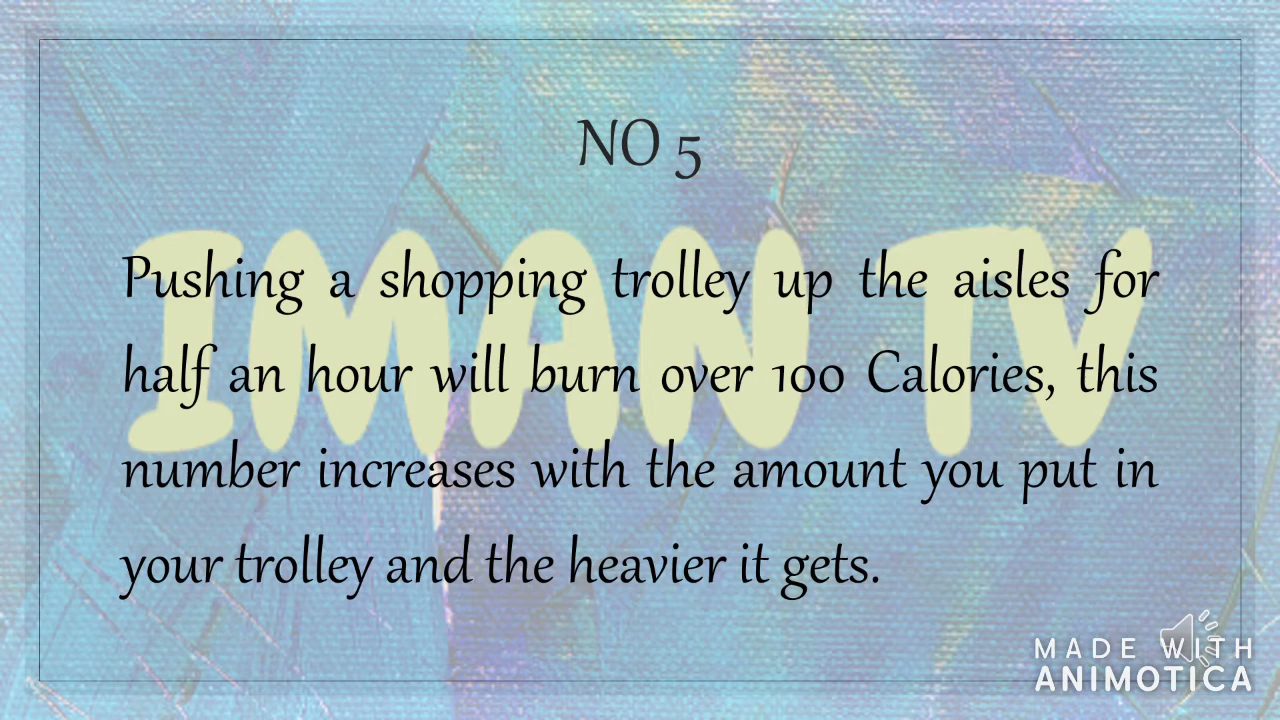 NO 5
IMAN TV
Pushing a shopping trolley up the aisles for
half an hour will burn over 100 Calories, this
number increases with the amount you put in
your trolley and the heavier it gets.
MADE WITH
ANIMOTICA